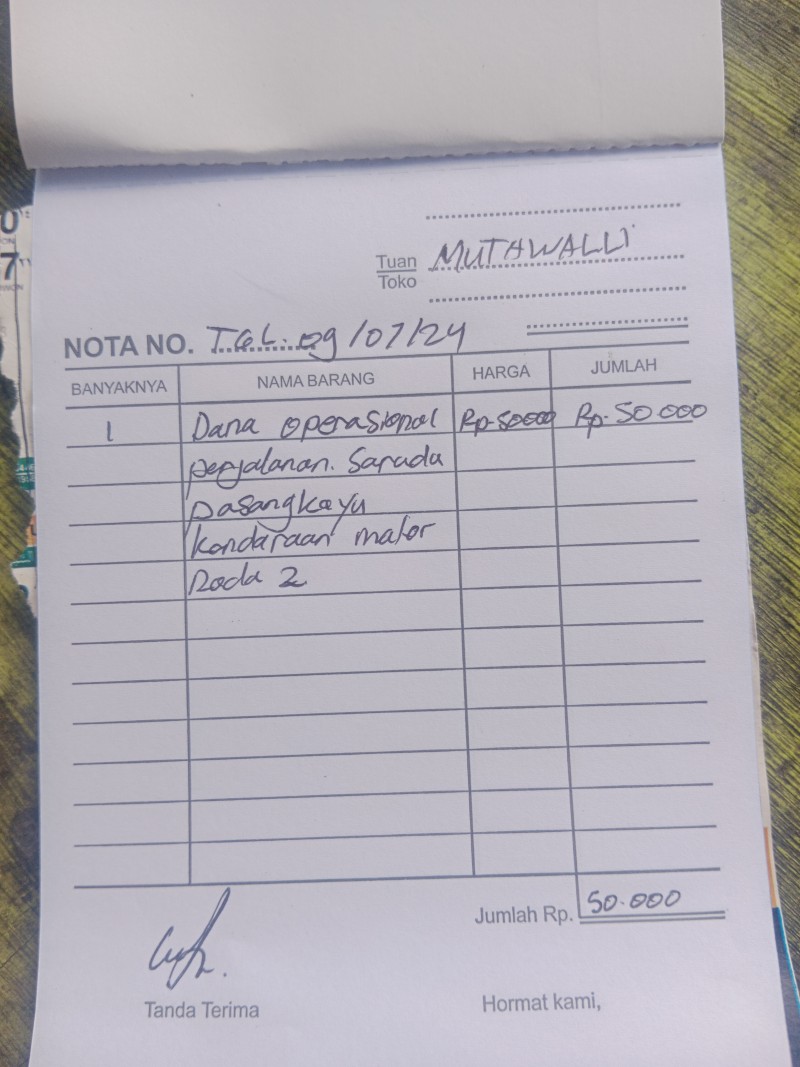 Tuan
Toko
MUTAWALLI
NOTA NO. TGL. 09/07/24
BANYAKNYA NAMA BARANG HARGA JUMLAH
1 Dana operasional Rp. 50000 Rp. 50.000
perjalanan. Sarudu
pasangkayu
kendaraan motor
Roda 2
Jumlah Rp. 50.000
Tanda Terima Hormat kami,